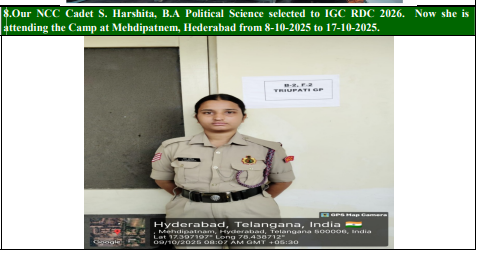 8.Our NCC Cadet S. Harshita, B.A Political Science selected to IGC RDC 2026. Now she is
attending the Camp at Mehdipatnem, Hederabad from 8-10-2025 to 17-10-2025.
B-2, F-2
TRIUPATI GP
GPS Map Camera
Hyderabad, Telangana, India
, Mehdipatnam, Hyderabad, Telangana 500006, India
Lat 17.397197° Long 78.436712°
09/10/2025 08:07 AM GMT +05:30
Google